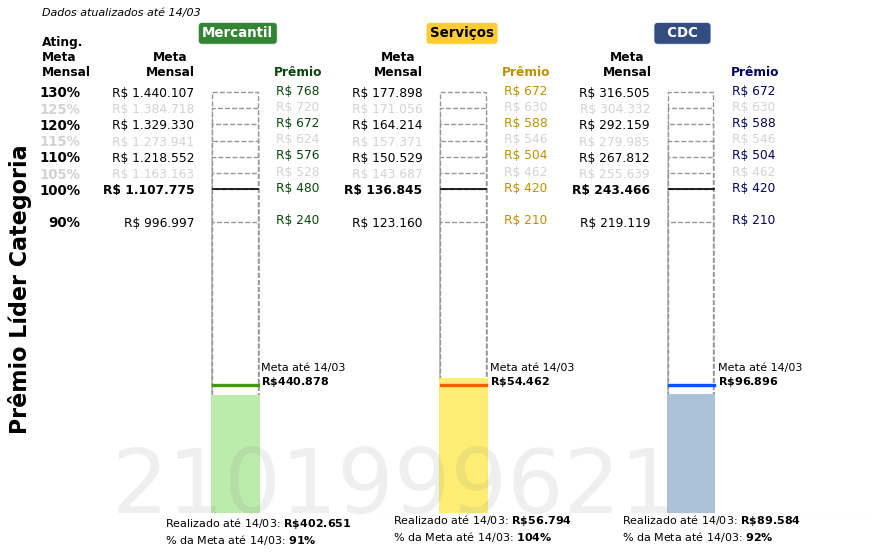 Dados atualizados até 14/03
Mercantil Serviços CDC
Ating.
Meta
Mensal
Meta
Mensal
Prêmio
Meta
Mensal
Prêmio
Meta
Mensal
Prêmio
130% R$ 1.440.107 R$ 768 R$ 177.898 R$ 672 R$ 316.505 R$ 672
125% R$ 1.384.718 R$ 720 R$ 171.056 R$ 630 R$ 304.332 R$ 630
120% R$ 1.329.330 R$ 672 R$ 164.214 R$ 588 R$ 292.159 R$ 588
115% R$ 1.273.941 R$ 624 R$ 157.371 R$ 546 R$ 279.985 R$ 546
110% R$ 1.218.552 R$ 576 R$ 150.529 R$ 504 R$ 267.812 R$ 504
105% R$ 1.163.163 R$ 528 R$ 143.687 R$ 462 R$ 255.639 R$ 462
100% R$ 1.107.775 R$ 480 R$ 136.845 R$ 420 R$ 243.466 R$ 420
90% R$ 996.997 R$ 240 R$ 123.160 R$ 210 R$ 219.119 R$ 210
Prêmio Líder Categoria
Meta até 14/03
R$440.878
Meta até 14/03
R$54.462
Meta até 14/03
R$96.896
2101999621
Realizado até 14/03: R$402.651
% da Meta até 14/03: 91%
Realizado até 14/03: R$56.794
% da Meta até 14/03: 104%
Realizado até 14/03: R$89.584
% da Meta até 14/03: 92%